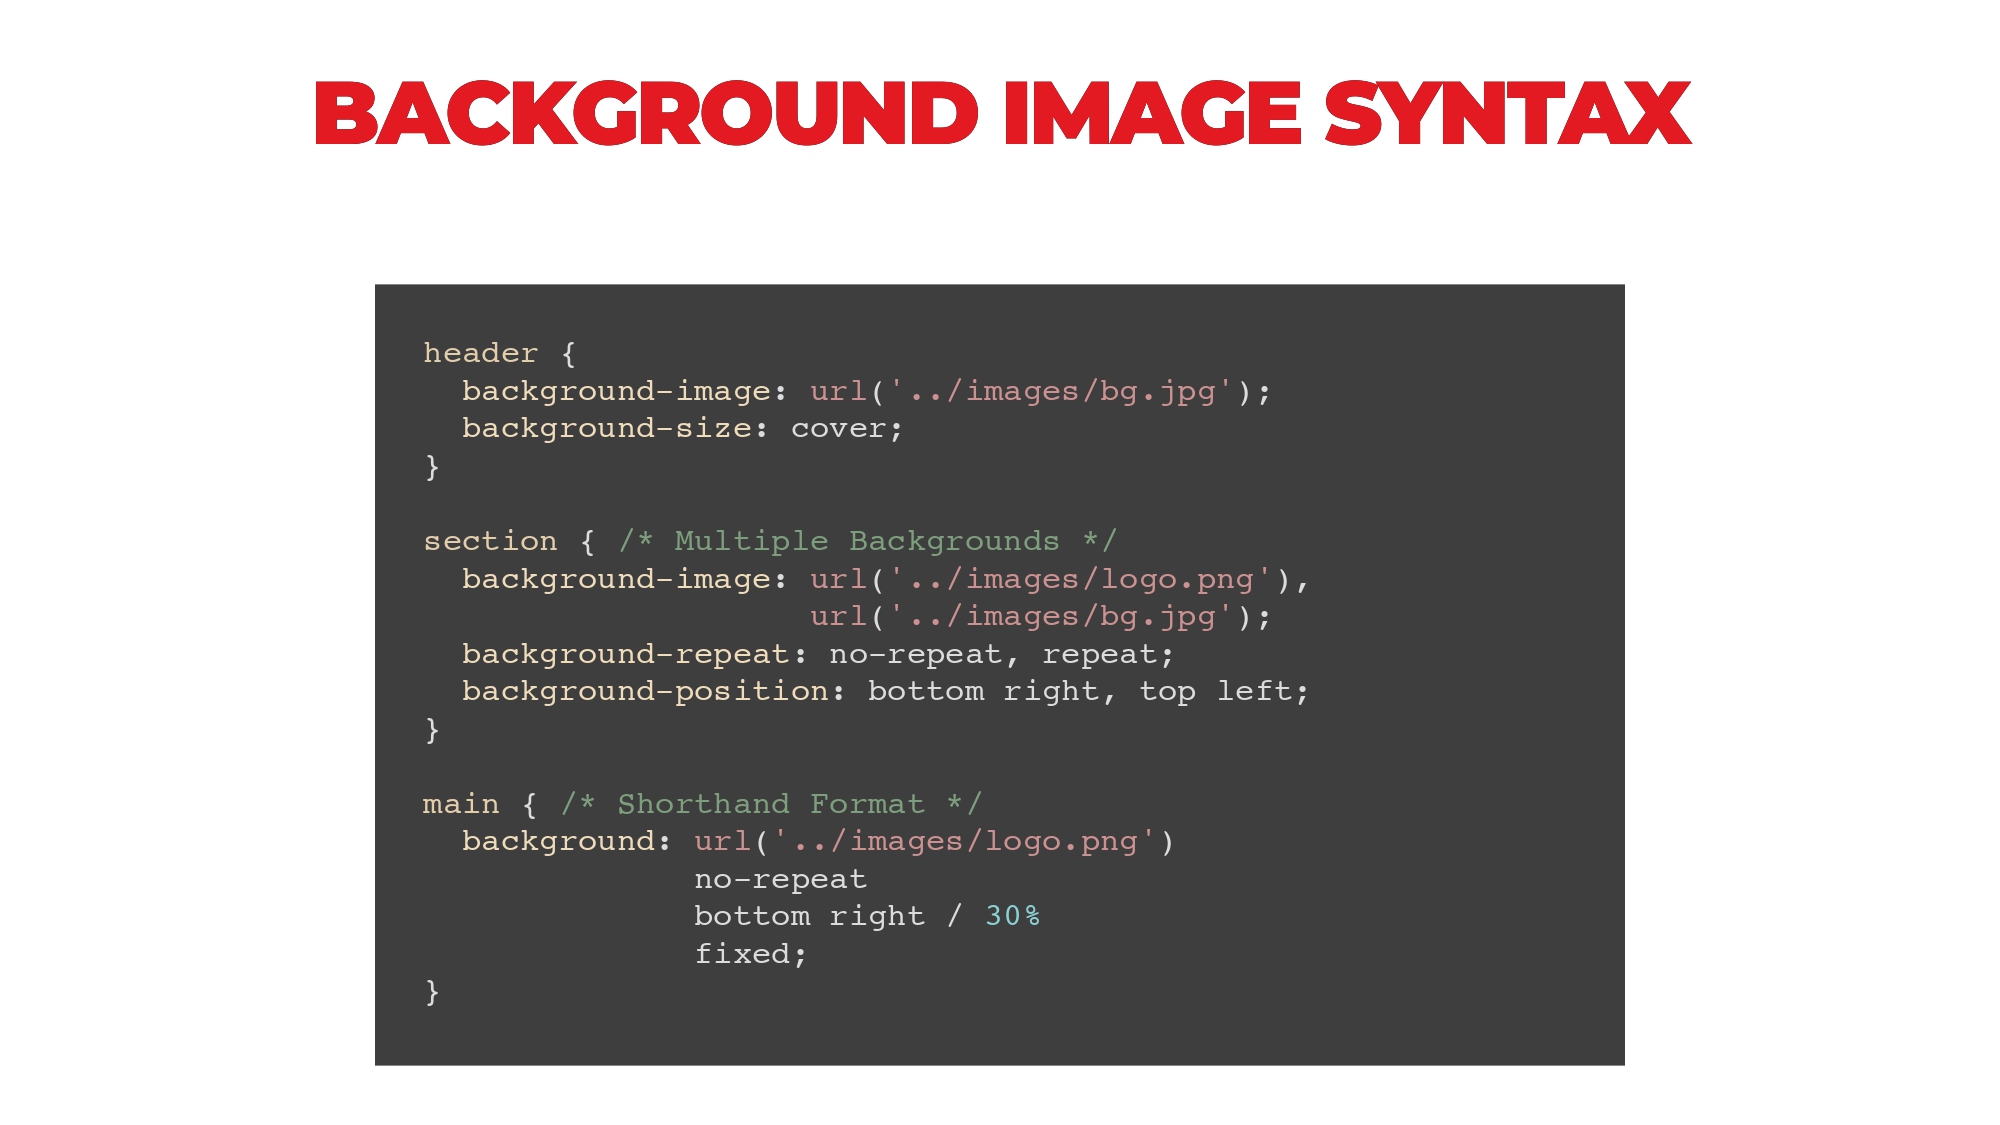 BACKGROUND IMAGE SYNTAX
header {
  background-image: url('../images/bg.jpg');
  background-size: cover;
}

section { /* Multiple Backgrounds */
  background-image: url('../images/logo.png'),
                    url('../images/bg.jpg');
  background-repeat: no-repeat, repeat;
  background-position: bottom right, top left;
}

main { /* Shorthand Format */
  background: url('../images/logo.png')
              no-repeat
              bottom right / 30%
              fixed;
}